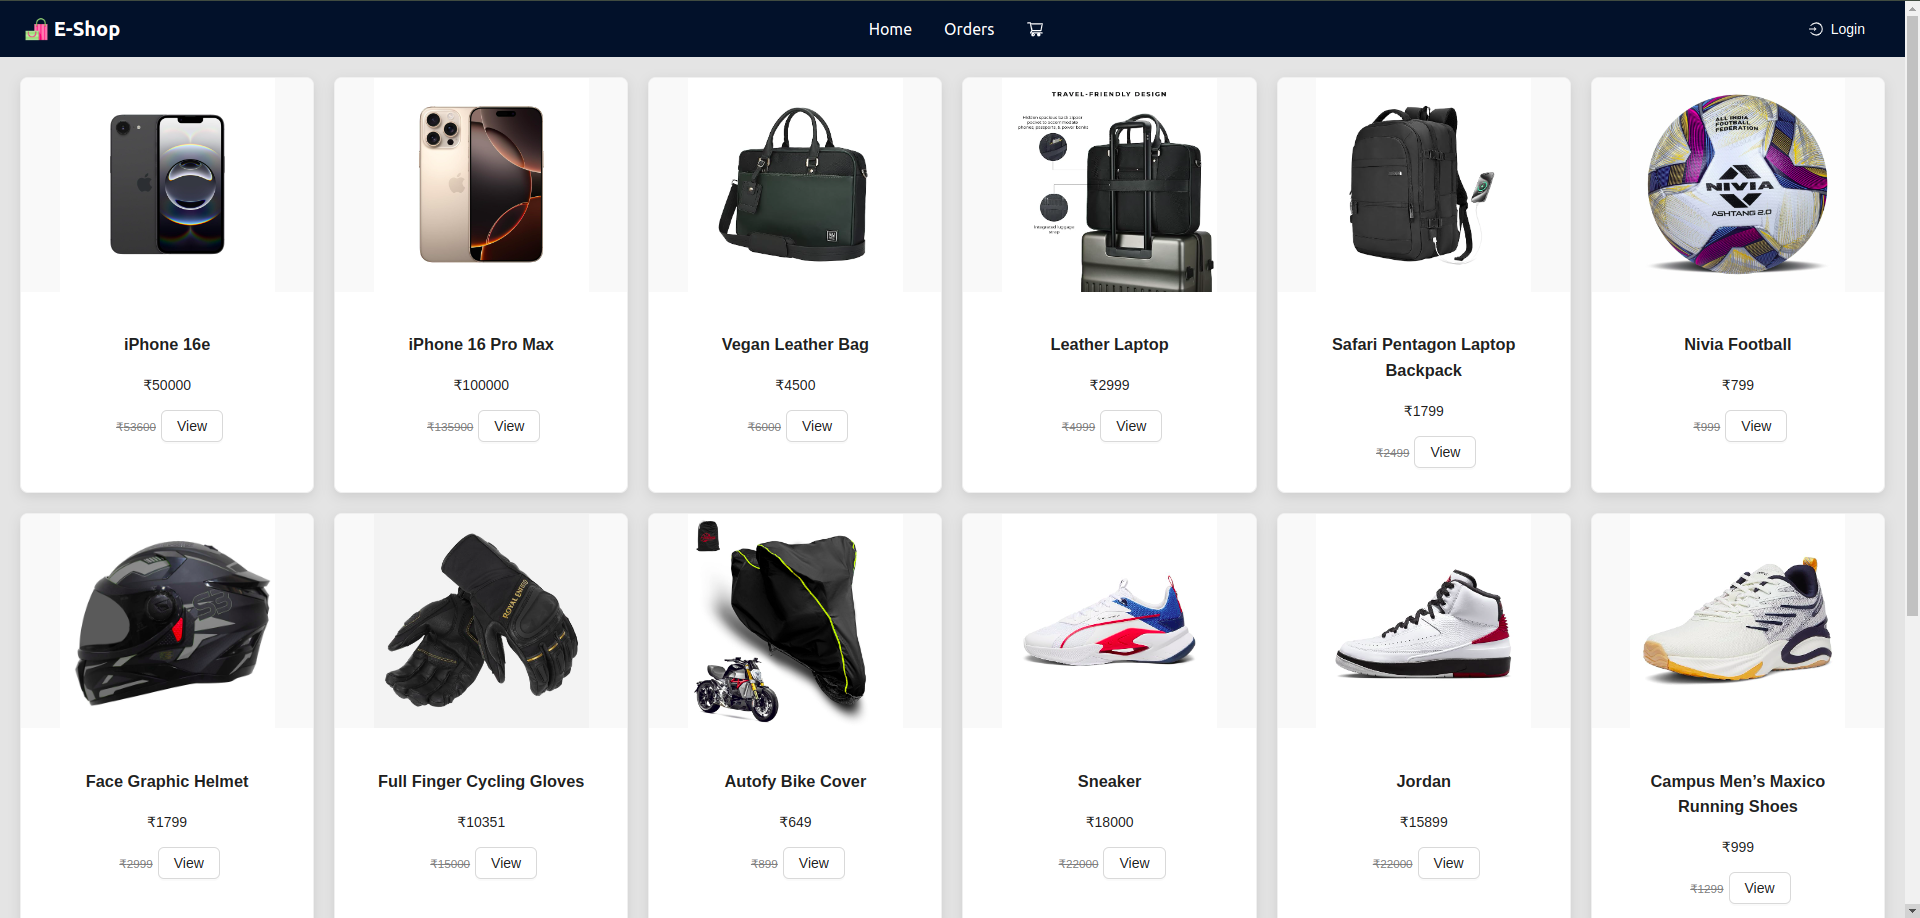 E-Shop
Home Orders
Login
TRAVEL-FRIENDLY DESIGN
ALL INDIA
FOOTBALL
FEDERATION
NIVIA
ASHTANG 2.0
Integrated luggage
strap
iPhone 16e
₹50000
₹53600 View
iPhone 16 Pro Max
₹100000
₹135900 View
Vegan Leather Bag
₹4500
₹6000 View
Leather Laptop
₹2999
₹4999 View
Safari Pentagon Laptop
Backpack
₹1799
₹2499 View
Nivia Football
₹799
₹999 View
ROYAL ENFIELD
Face Graphic Helmet
₹1799
₹2999 View
Full Finger Cycling Gloves
₹10351
₹15000 View
Autofy Bike Cover
₹649
₹899 View
Sneaker
₹18000
₹22000 View
Jordan
₹15899
₹22000 View
Campus Men’s Maxico
Running Shoes
₹999
₹1299 View